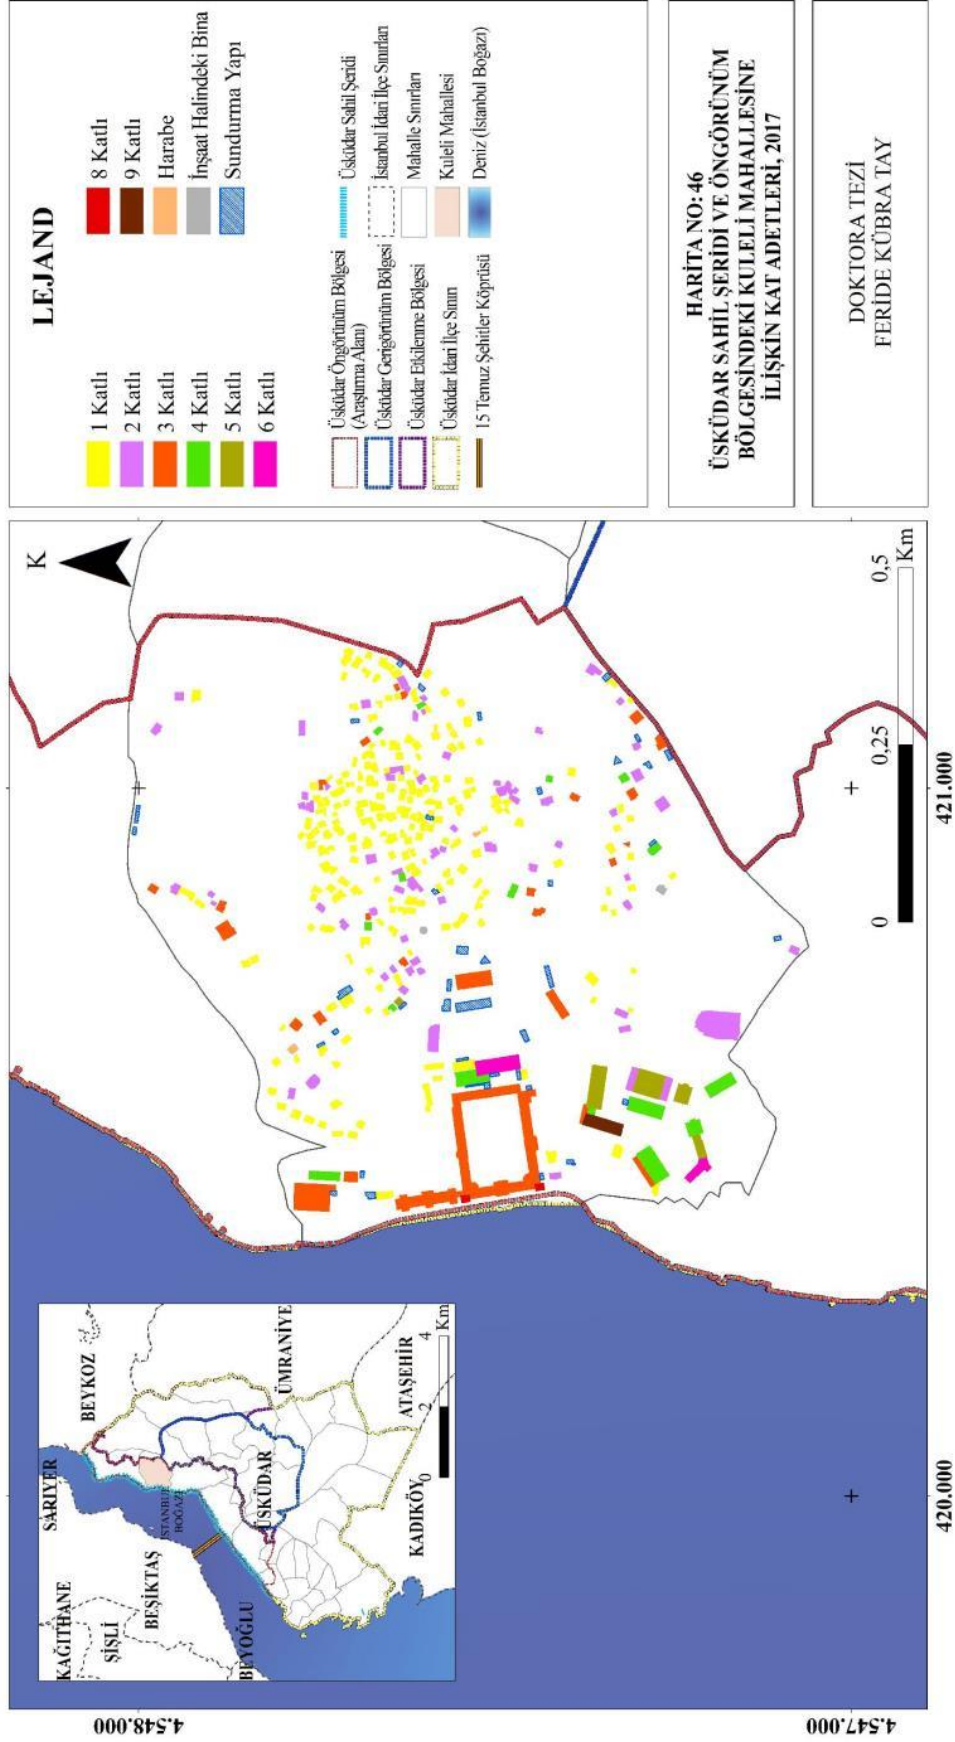 LEJAND
1 Katlı
2 Katlı
3 Katlı
4 Katlı
5 Katlı
6 Katlı
8 Katlı
9 Katlı
Harabe
İnşaat Halindeki Bina
Sundurma Yapı
Üsküdar Öngörünüm Bölgesi
(Araştırma Alanı)
Üsküdar Gerigörünüm Bölgesi
Üsküdar Etkilenme Bölgesi
Üsküdar İdari İlçe Sınırı
15 Temuz Şehitler Köprüsü
Üsküdar Sahil Şeridi
İstanbul İdari İlçe Sınırları
Mahalle Sınırları
Kuleli Mahallesi
Deniz (İstanbul Boğazı)
HARİTA NO: 46
ÜSKÜDAR SAHİL ŞERİDİ VE ÖNGÖRÜNÜM
BÖLGESİNDEKİ KULELİ MAHALLESİNE
İLİŞKİN KAT ADETLERİ, 2017
DOKTORA TEZİ
FERİDE KÜBRA TAY
K
0
0,25
0,5
Km
KAĞITHANE
SARIYER
BEYKOZ
ŞİŞLİ
BEŞİKTAŞ
İSTANBUL
BOĞAZI
BEYOĞLU
ÜSKÜDAR
ÜMRANİYE
KADIKÖY
ATAŞEHİR
0
2
4
Km
4.548.000
4.547.000
420.000
421.000